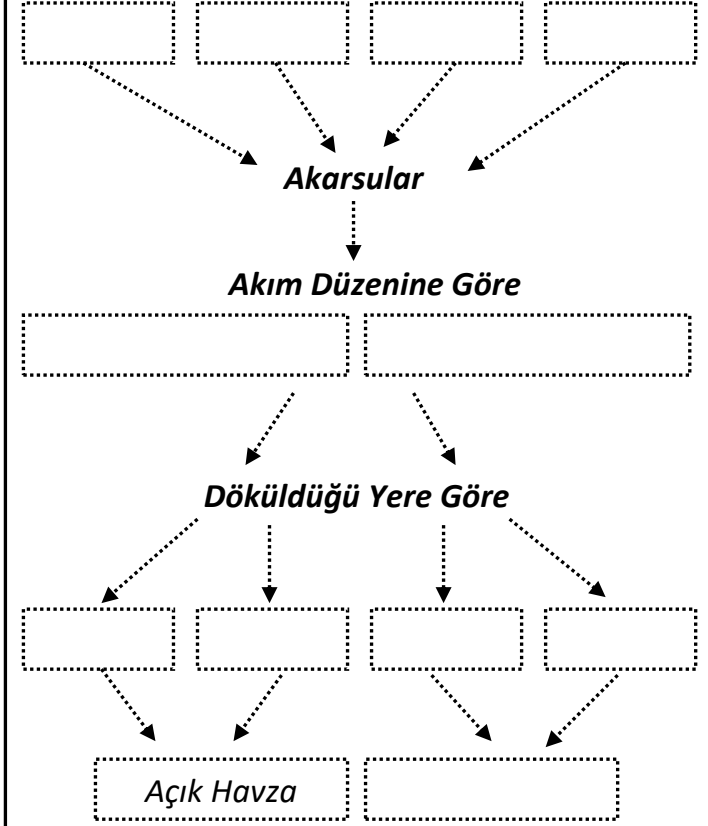 Akarsular
Akım Düzenine Göre
Döküldüğü Yere Göre
Açık Havza